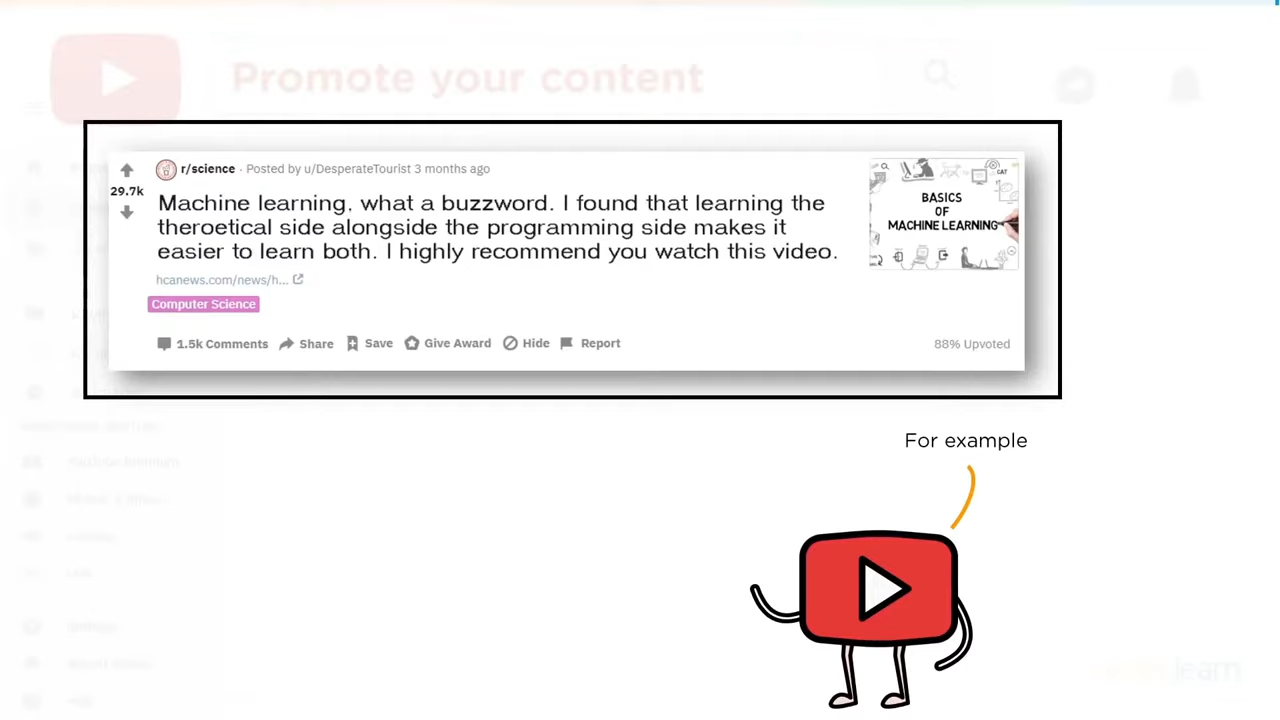 Promote your content
r/science · Posted by u/DesperateTourist 3 months ago
29.7k
Machine learning, what a buzzword. I found that learning the
theroetical side alongside the programming side makes it
easier to learn both. I highly recommend you watch this video.
hcanews.com/news/h...
Computer Science
1.5k Comments Share Save Give Award Hide Report
88% Upvoted
CAT
BASICS
OF
MACHINE LEARNING
For example
learn